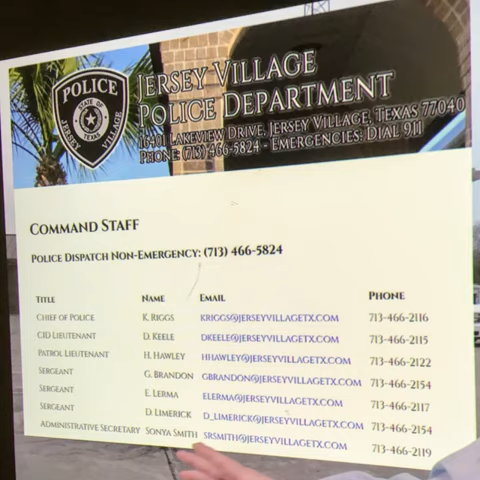 POLICE
STATE OF
TEXAS
JERSEY VILLAGE
JERSEY VILLAGE
POLICE DEPARTMENT
16401 LAKEVIEW DRIVE, JERSEY VILLAGE, TEXAS 77040
PHONE: (713) 466-5824 - EMERGENCIES: DIAL 911
COMMAND STAFF
POLICE DISPATCH NON-EMERGENCY: (713) 466-5824
TITLE NAME EMAIL PHONE
CHIEF OF POLICE K. RIGGS KRIGGS@JERSEYVILLAGETX.COM 713-466-2116
CID LIEUTENANT D. KEELE DKEELE@JERSEYVILLAGETX.COM 713-466-2115
PATROL LIEUTENANT H. HAWLEY HHAWLEY@JERSEYVILLAGETX.COM 713-466-2122
SERGEANT G. BRANDON GBRANDON@JERSEYVILLAGETX.COM 713-466-2154
SERGEANT E. LERMA ELERMA@JERSEYVILLAGETX.COM 713-466-2117
SERGEANT D. LIMERICK D_LIMERICK@JERSEYVILLAGETX.COM 713-466-2154
ADMINISTRATIVE SECRETARY SONYA SMITH SRSMITH@JERSEYVILLAGETX.COM 713-466-2119